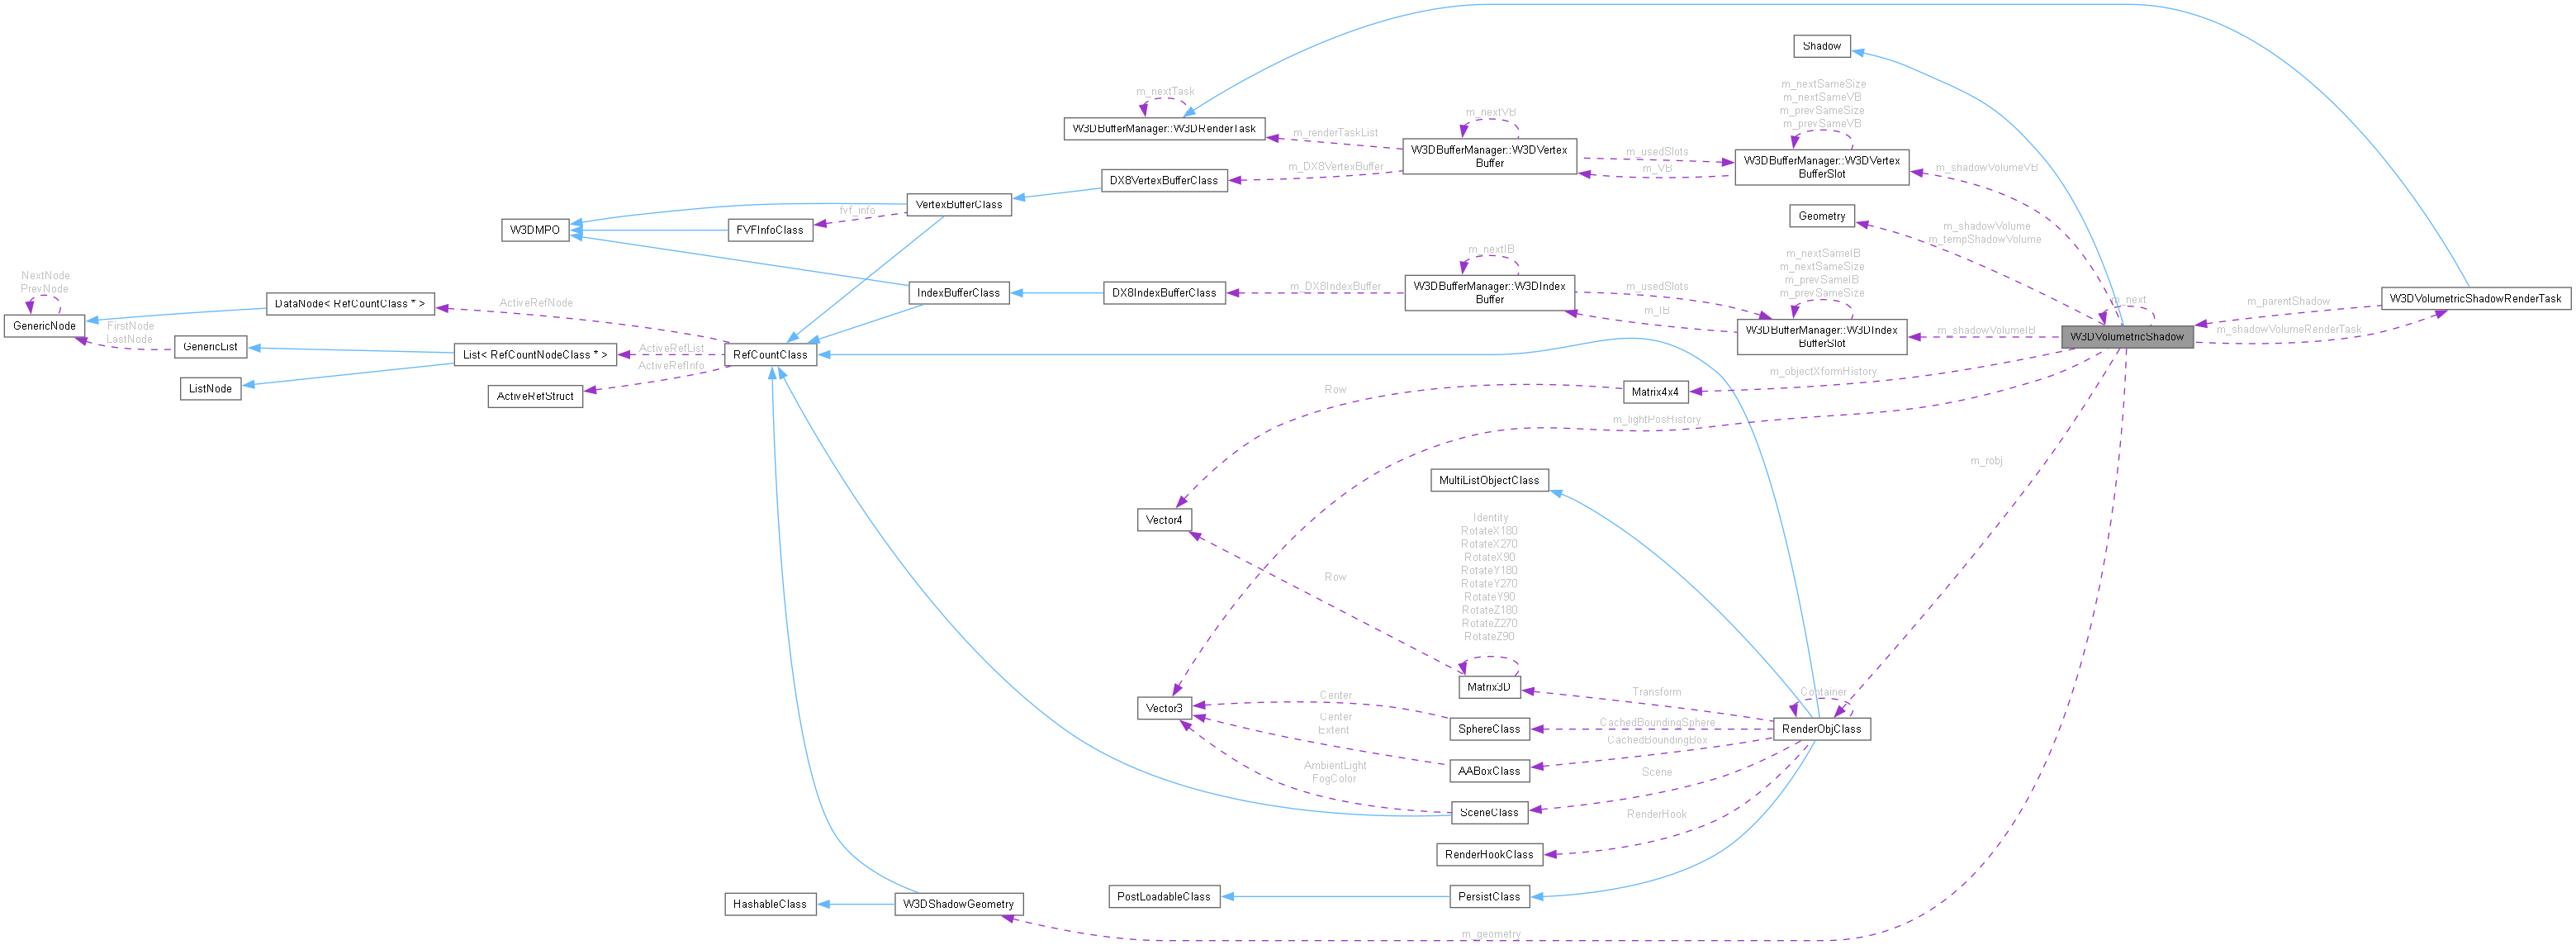 Shadow
m_nextSameSize
m_nextSameVB
m_prevSameSize
m_prevSameVB
m_nextTask
W3DBufferManager::W3DRenderTask
m_nextVB
m_renderTaskList
W3DBufferManager::W3DVertex
Buffer
m_usedSlots
m_VB
W3DBufferManager::W3DVertex
BufferSlot
m_shadowVolumeVB
m_DX8VertexBuffer
DX8VertexBufferClass
VertexBufferClass
fvf_info
W3DMPO
FVFInfoClass
Geometry
m_shadowVolume
m_tempShadowVolume
m_nextIB
m_nextSameIB
m_nextSameSize
m_prevSameIB
m_prevSameSize
NextNode
PrevNode
GenericNode
DataNode< RefCountClass * >
ActiveRefNode
IndexBufferClass
DX8IndexBufferClass
m_DX8IndexBuffer
W3DBufferManager::W3DIndex
Buffer
m_usedSlots
m_IB
W3DBufferManager::W3DIndex
BufferSlot
m_shadowVolumeIB
m_next
W3DVolumetricShadow
m_parentShadow
m_shadowVolumeRenderTask
W3DVolumetricShadowRenderTask
FirstNode
LastNode
GenericList
List< RefCountNodeClass * >
ActiveRefList
ActiveRefInfo
RefCountClass
ListNode
ActiveRefStruct
m_objectXformHistory
Matrix4x4
Row
m_lightPosHistory
m_robj
MultiListObjectClass
Vector4
Identity
RotateX180
RotateX270
RotateX90
RotateY180
RotateY270
RotateY90
RotateZ180
RotateZ270
RotateZ90
Row
Matrix3D
Transform
Container
RenderObjClass
Vector3
Center
SphereClass
CachedBoundingSphere
Center
Extent
CachedBoundingBox
AABoxClass
AmbientLight
FogColor
Scene
SceneClass
RenderHook
RenderHookClass
PostLoadableClass
PersistClass
HashableClass
W3DShadowGeometry
m_geometry